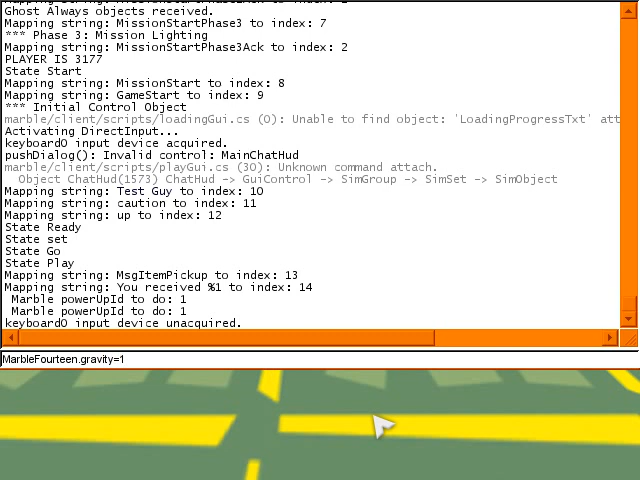 Ghost Always objects received.
Mapping string: MissionStartPhase3 to index: 7
*** Phase 3: Mission Lighting
Mapping string: MissionStartPhase3Ack to index: 2
PLAYER IS 3177
State Start
Mapping string: MissionStart to index: 8
Mapping string: GameStart to index: 9
*** Initial Control Object
marble/client/scripts/loadingGui.cs (0): Unable to find object: 'LoadingProgressTxt' att
Activating DirectInput...
keyboard0 input device acquired.
pushDialog(): Invalid control: MainChatHud
marble/client/scripts/playGui.cs (30): Unknown command attach.
Object ChatHud(1573) ChatHud -> GuiControl -> SimGroup -> SimSet -> SimObject
Mapping string: Test Guy to index: 10
Mapping string: caution to index: 11
Mapping string: up to index: 12
State Ready
State set
State Go
State Play
Mapping string: MsgItemPickup to index: 13
Mapping string: You received %1 to index: 14
Marble powerUpId to do: 1
Marble powerUpId to do: 1
keyboard0 input device unacquired.
MarbleFourteen.gravity=1